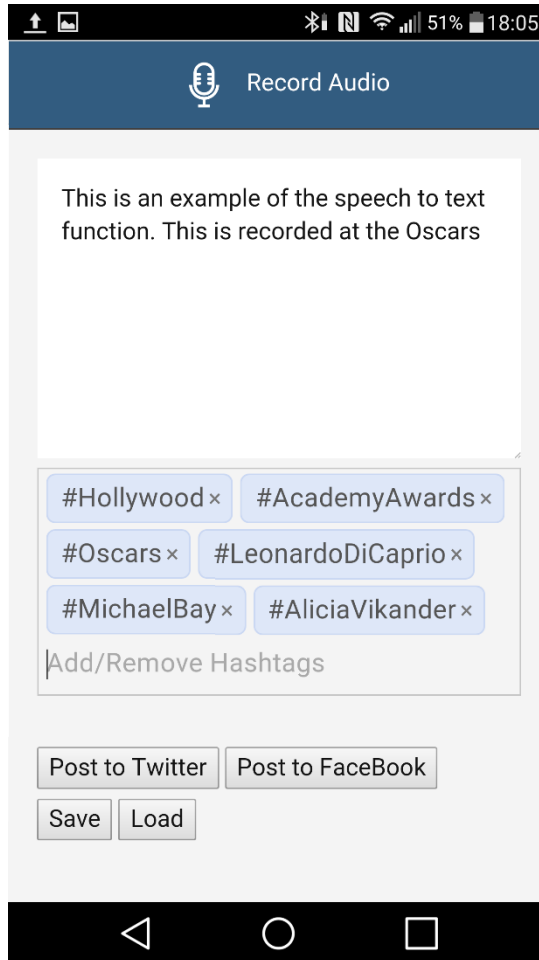 51% 18:05
Record Audio
This is an example of the speech to text
function. This is recorded at the Oscars
#Hollywood × #AcademyAwards ×
#Oscars × #LeonardoDiCaprio ×
#MichaelBay × #AliciaVikander ×
Add/Remove Hashtags
Post to Twitter Post to FaceBook
Save Load